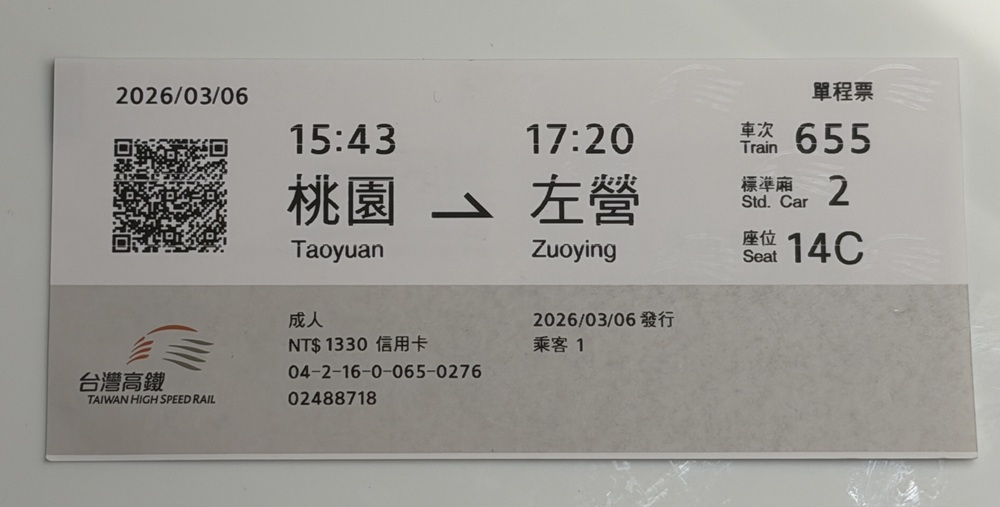 2026/03/06
單程票
15:43
17:20
車次
Train
655
桃園
左營
標準廂
Std. Car
2
Taoyuan
Zuoying
座位
Seat
14C
成人
2026/03/06 發行
NT$ 1330 信用卡
乘客 1
04-2-16-0-065-0276
02488718
台灣高鐵
TAIWAN HIGH SPEED RAIL